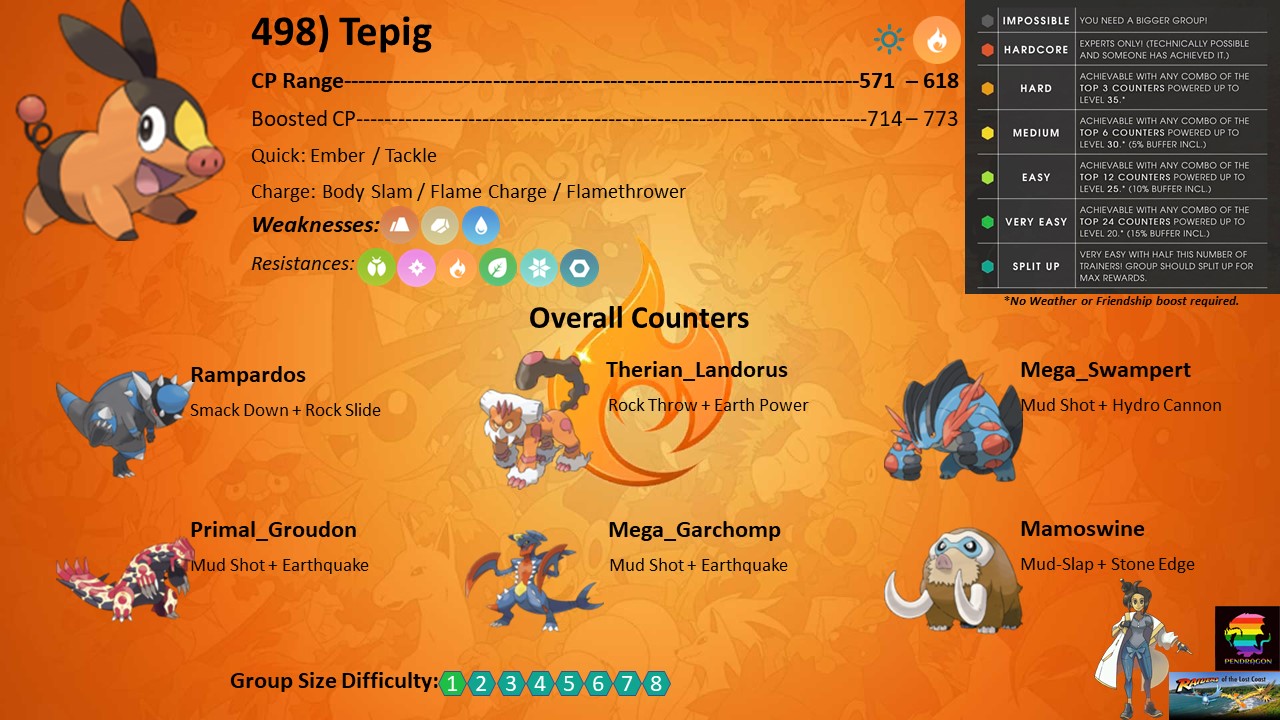 498) Tepig
CP Range-----------------------------------------------------------------------571 – 618
Boosted CP------------------------------------------------------------------------714 – 773
Quick: Ember / Tackle
Charge: Body Slam / Flame Charge / Flamethrower
Weaknesses:
Resistances:
IMPOSSIBLE YOU NEED A BIGGER GROUP!
HARDCORE EXPERTS ONLY! (TECHNICALLY POSSIBLE
AND SOMEONE HAS ACHIEVED IT.)
HARD ACHIEVABLE WITH ANY COMBO OF THE
TOP 3 COUNTERS POWERED UP TO
LEVEL 35.*
MEDIUM ACHIEVABLE WITH ANY COMBO OF THE
TOP 6 COUNTERS POWERED UP TO
LEVEL 30.* (5% BUFFER INCL.)
EASY ACHIEVABLE WITH ANY COMBO OF THE
TOP 12 COUNTERS POWERED UP TO
LEVEL 25.* (10% BUFFER INCL.)
VERY EASY ACHIEVABLE WITH ANY COMBO OF THE
TOP 24 COUNTERS POWERED UP TO
LEVEL 20.* (15% BUFFER INCL.)
SPLIT UP VERY EASY WITH HALF THIS NUMBER OF
TRAINERS! GROUP SHOULD SPLIT UP FOR
MAX REWARDS.
*No Weather or Friendship boost required.
Overall Counters
Rampardos
Smack Down + Rock Slide
Therian_Landorus
Rock Throw + Earth Power
Mega_Swampert
Mud Shot + Hydro Cannon
Primal_Groudon
Mud Shot + Earthquake
Mega_Garchomp
Mud Shot + Earthquake
Mamoswine
Mud-Slap + Stone Edge
Group Size Difficulty: 1 2 3 4 5 6 7 8
PENDRAGON
RAIDERS of the Lost Coast